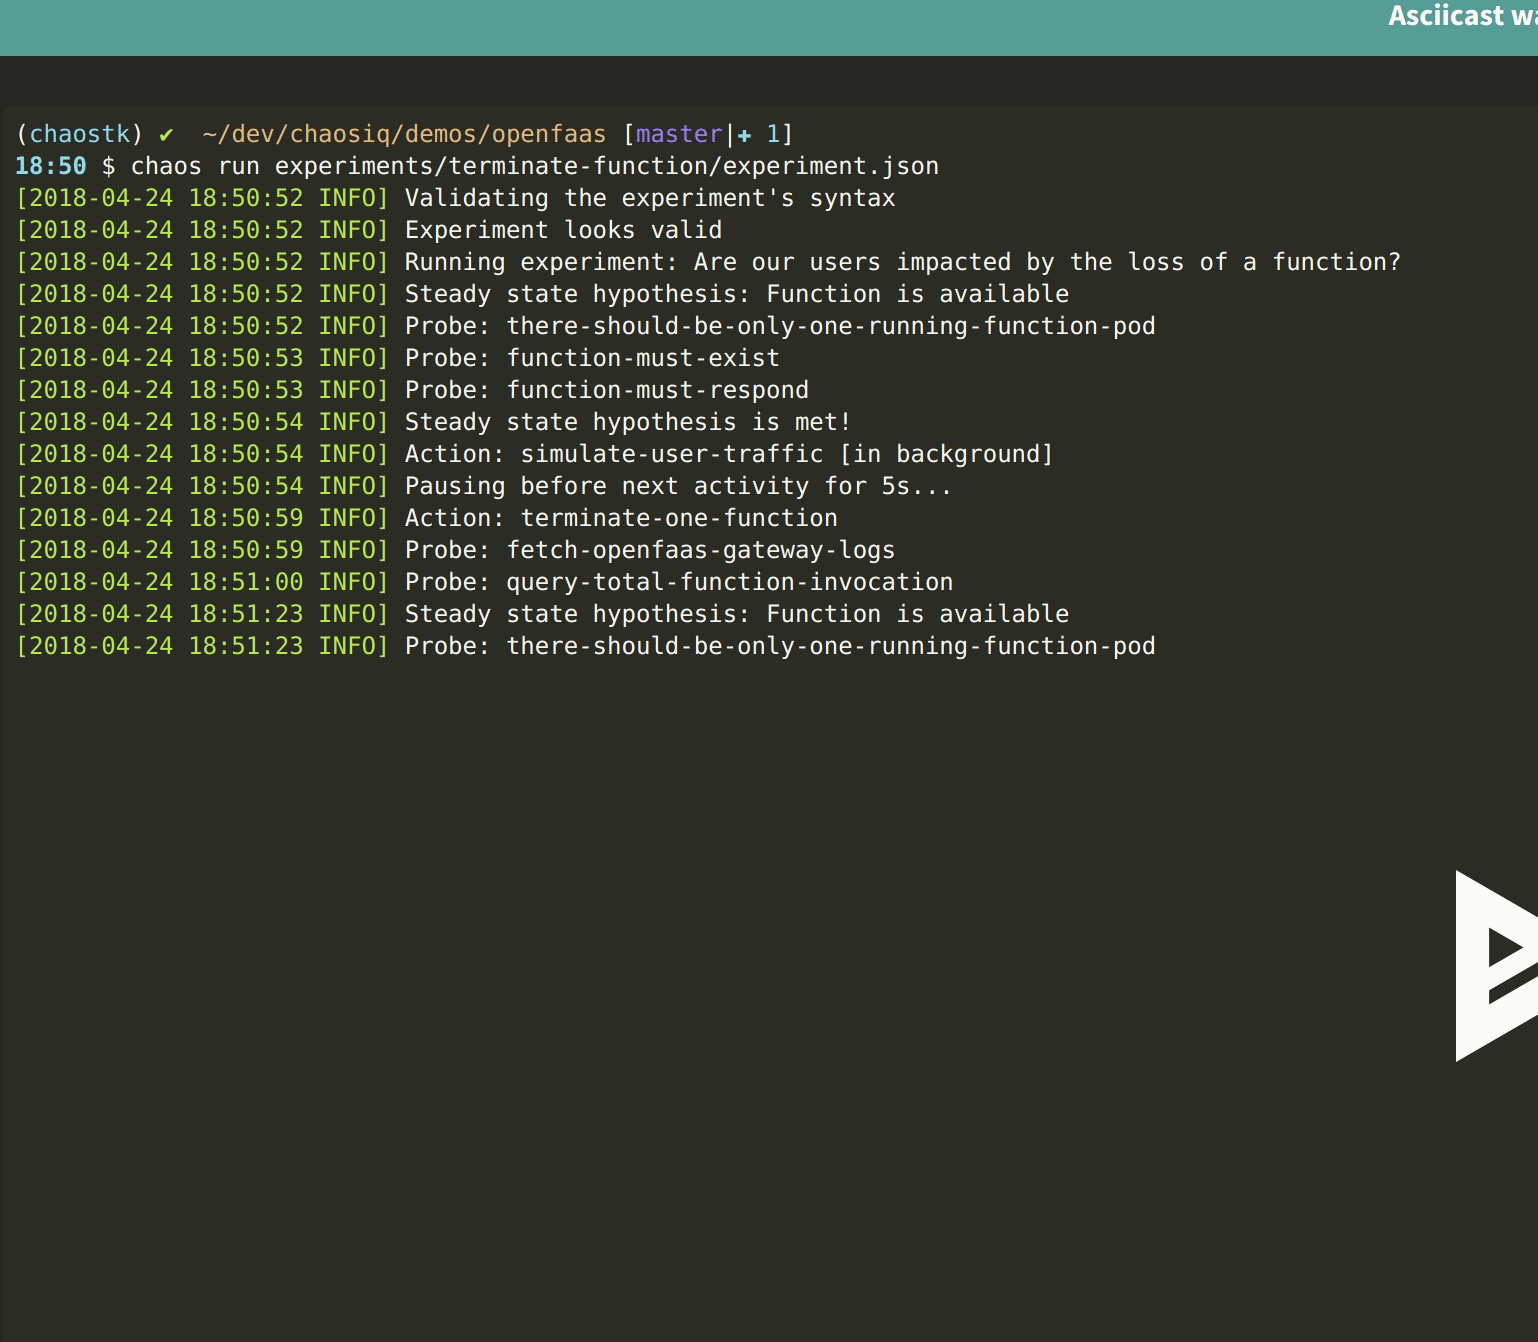 Asciicast
(chaostk) ✔ ~/dev/chaosiq/demos/openfaas [master|✚ 1]
18:50 $ chaos run experiments/terminate-function/experiment.json
[2018-04-24 18:50:52 INFO] Validating the experiment's syntax
[2018-04-24 18:50:52 INFO] Experiment looks valid
[2018-04-24 18:50:52 INFO] Running experiment: Are our users impacted by the loss of a function?
[2018-04-24 18:50:52 INFO] Steady state hypothesis: Function is available
[2018-04-24 18:50:52 INFO] Probe: there-should-be-only-one-running-function-pod
[2018-04-24 18:50:53 INFO] Probe: function-must-exist
[2018-04-24 18:50:53 INFO] Probe: function-must-respond
[2018-04-24 18:50:54 INFO] Steady state hypothesis is met!
[2018-04-24 18:50:54 INFO] Action: simulate-user-traffic [in background]
[2018-04-24 18:50:54 INFO] Pausing before next activity for 5s...
[2018-04-24 18:50:59 INFO] Action: terminate-one-function
[2018-04-24 18:50:59 INFO] Probe: fetch-openfaas-gateway-logs
[2018-04-24 18:51:00 INFO] Probe: query-total-function-invocation
[2018-04-24 18:51:23 INFO] Steady state hypothesis: Function is available
[2018-04-24 18:51:23 INFO] Probe: there-should-be-only-one-running-function-pod